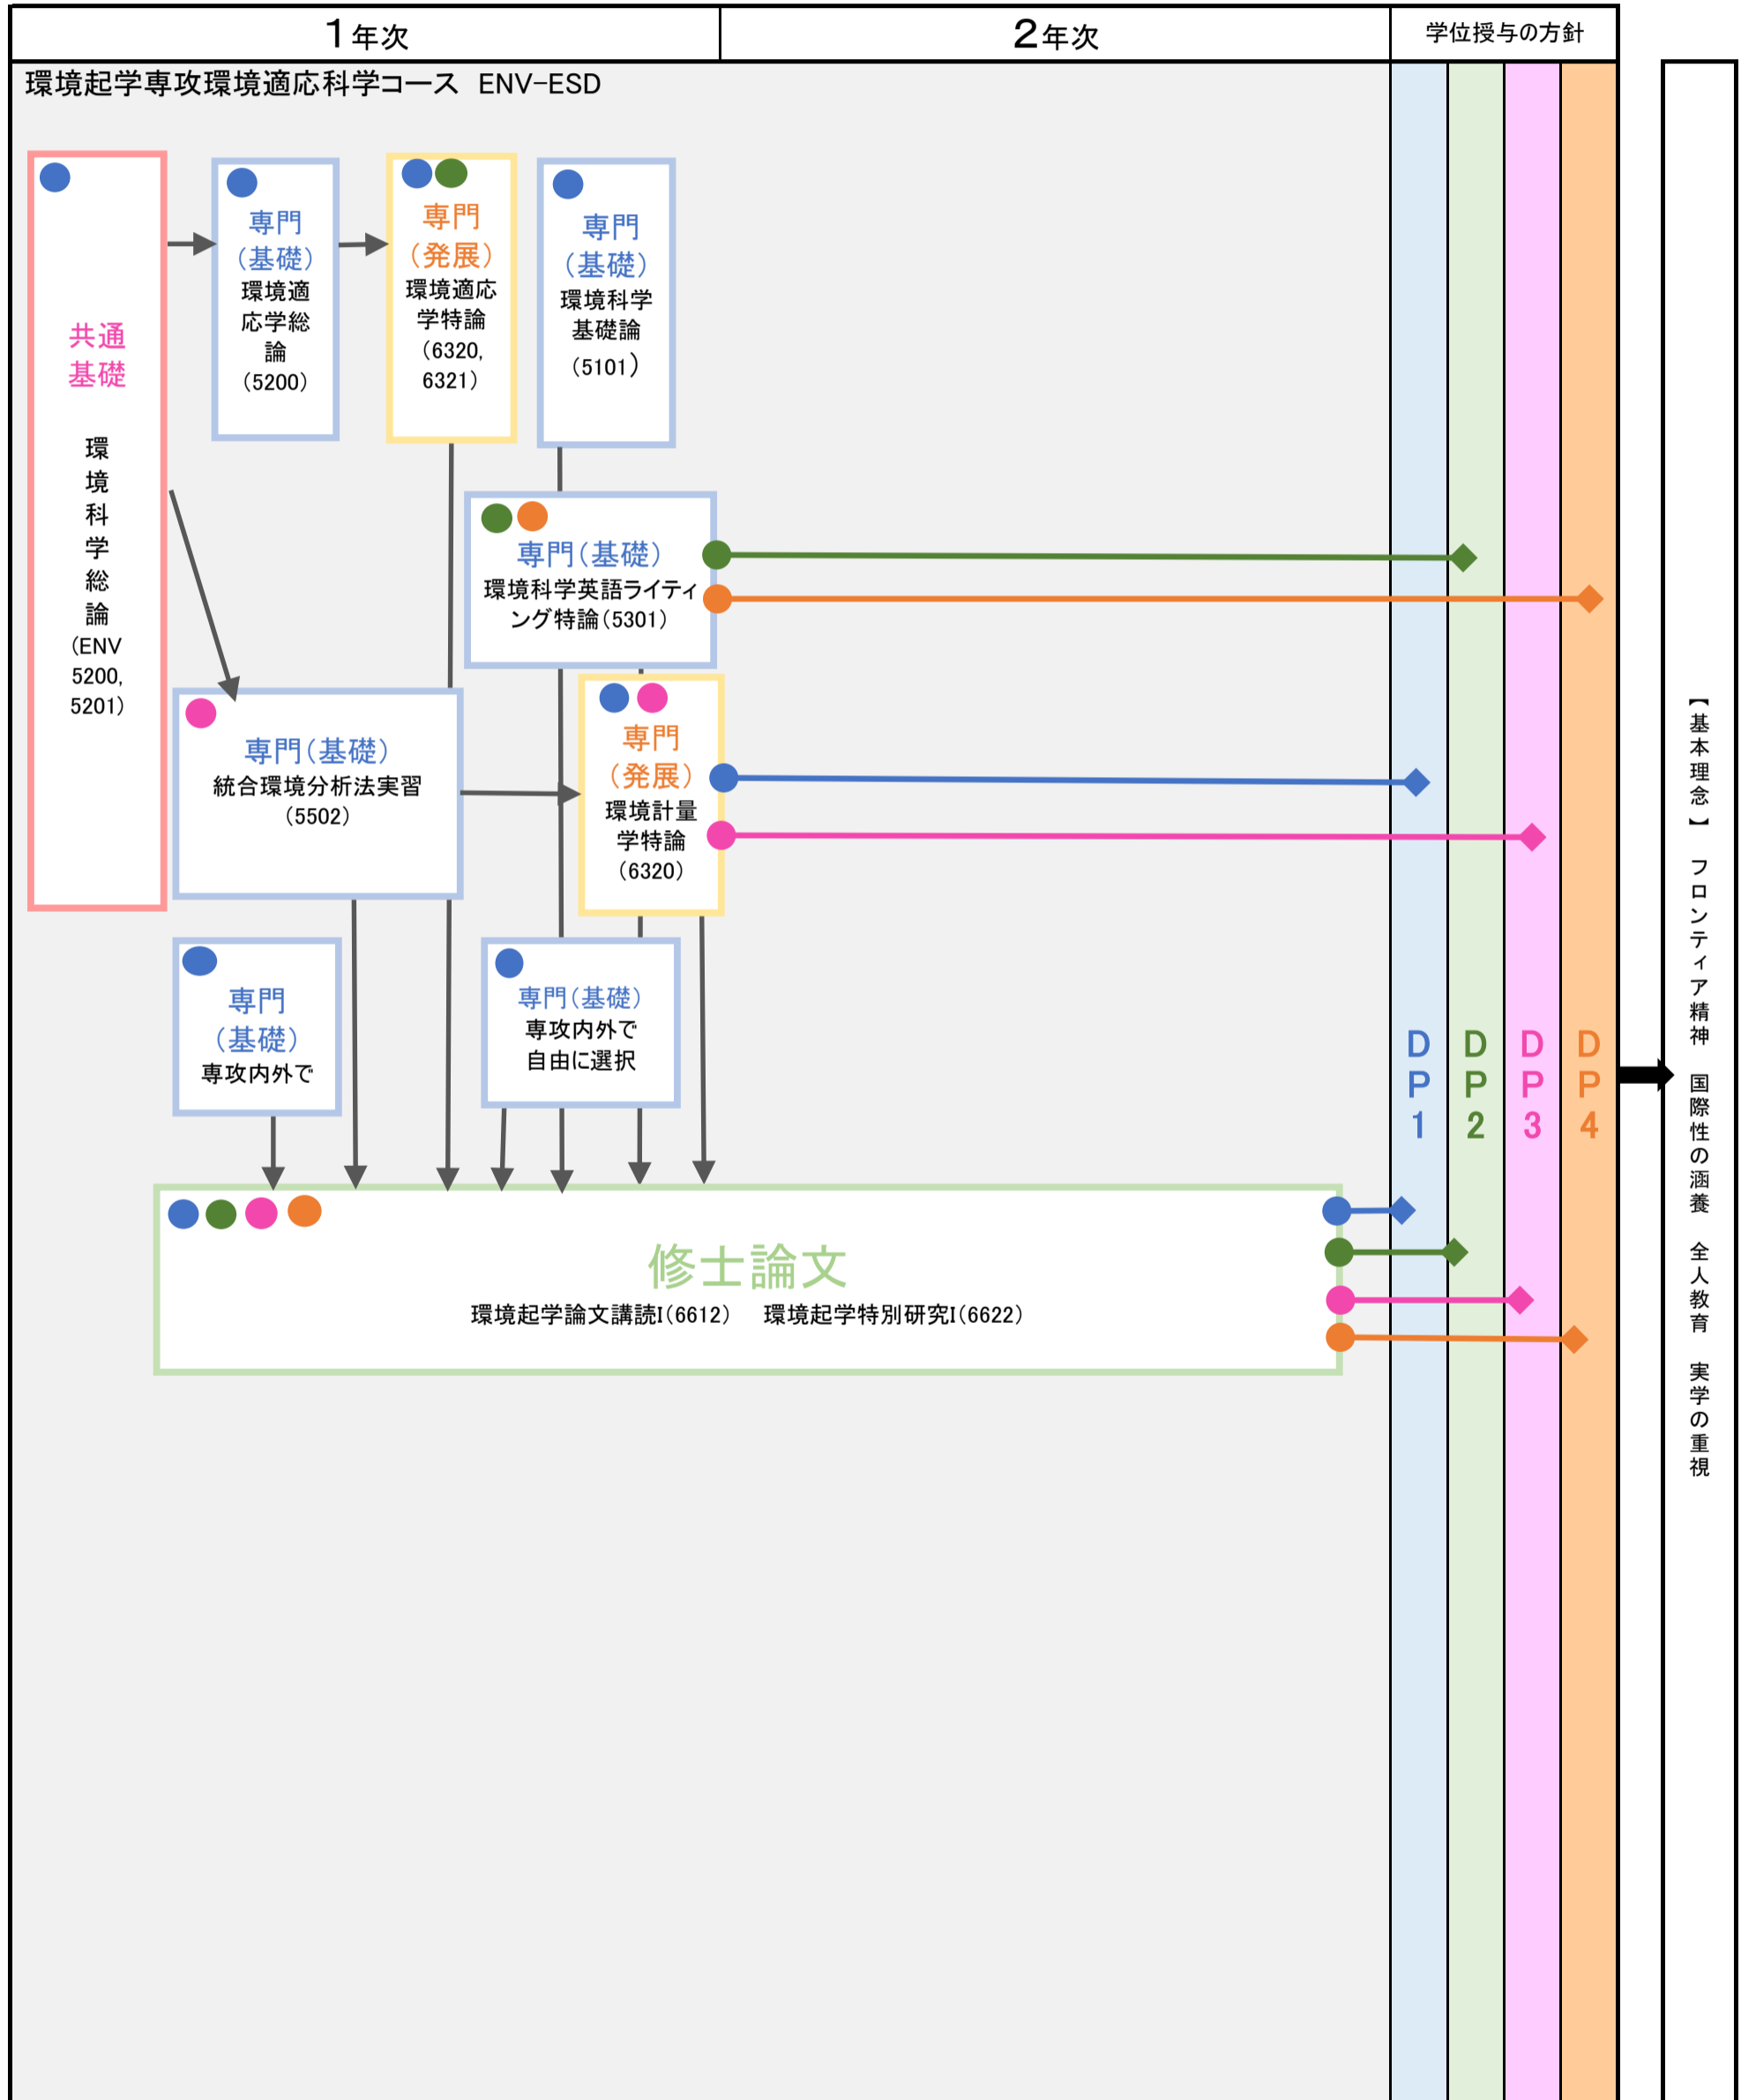 1年次
2年次
学位授与の方針
環境起学専攻環境適応科学コース ENV-ESD
共通
基礎
環
境
科
学
総
論
(ENV
5200,
5201)
専門
(基礎)
環境適
応学総
論
(5200)
専門
(発展)
環境適応
学特論
(6320,
6321)
専門
(基礎)
環境科学
基礎論
(5101)
専門(基礎)
環境科学英語ライティ
ング特論(5301)
専門(基礎)
統合環境分析法実習
(5502)
専門
(発展)
環境計量
学特論
(6320)
専門
(基礎)
専攻内外で
専門(基礎)
専攻内外で
自由に選択
修士論文
環境起学論文講読I(6612) 環境起学特別研究I(6622)
DP1
DP2
DP3
DP4
【基本理念】 フロンティア精神 国際性の涵養 全人教育 実学の重視